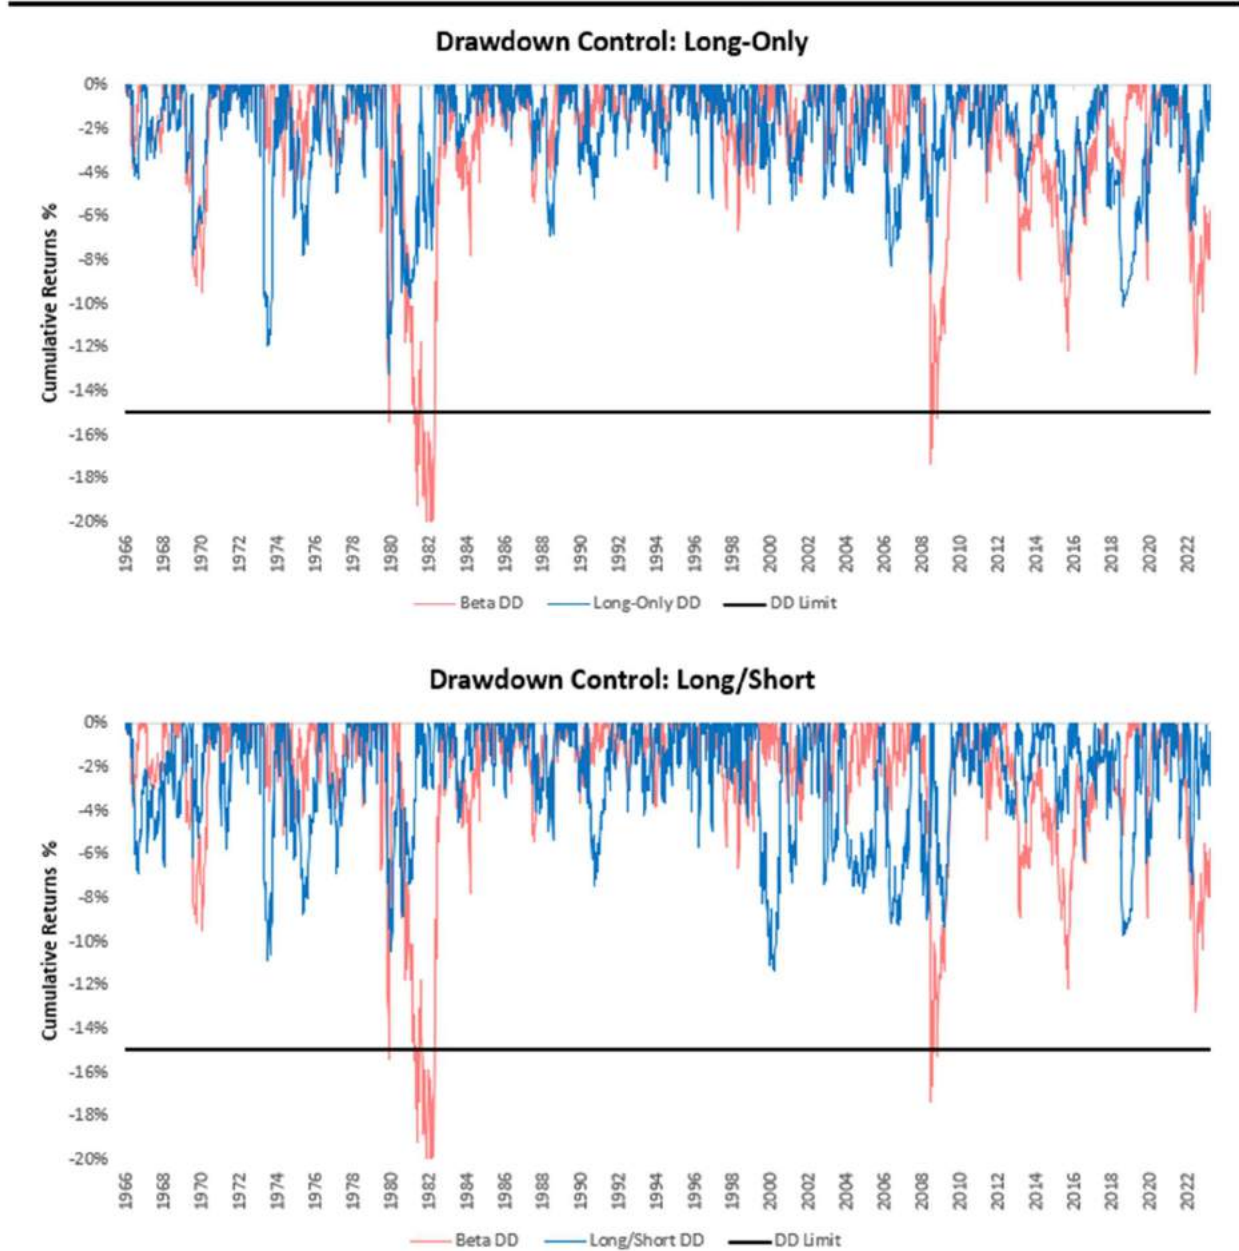 Drawdown Control: Long-Only
Cumulative Returns %
0%
-2%
-4%
-6%
-8%
-10%
-12%
-14%
-16%
-18%
-20%
1966 1968 1970 1972 1974 1976 1978 1980 1982 1984 1986 1988 1990 1992 1994 1996 1998 2000 2002 2004 2006 2008 2010 2012 2014 2016 2018 2020 2022
Beta DD Long-Only DD DD Limit
Drawdown Control: Long/Short
Cumulative Returns %
0%
-2%
-4%
-6%
-8%
-10%
-12%
-14%
-16%
-18%
-20%
1966 1968 1970 1972 1974 1976 1978 1980 1982 1984 1986 1988 1990 1992 1994 1996 1998 2000 2002 2004 2006 2008 2010 2012 2014 2016 2018 2020 2022
Beta DD Long/Short DD DD Limit